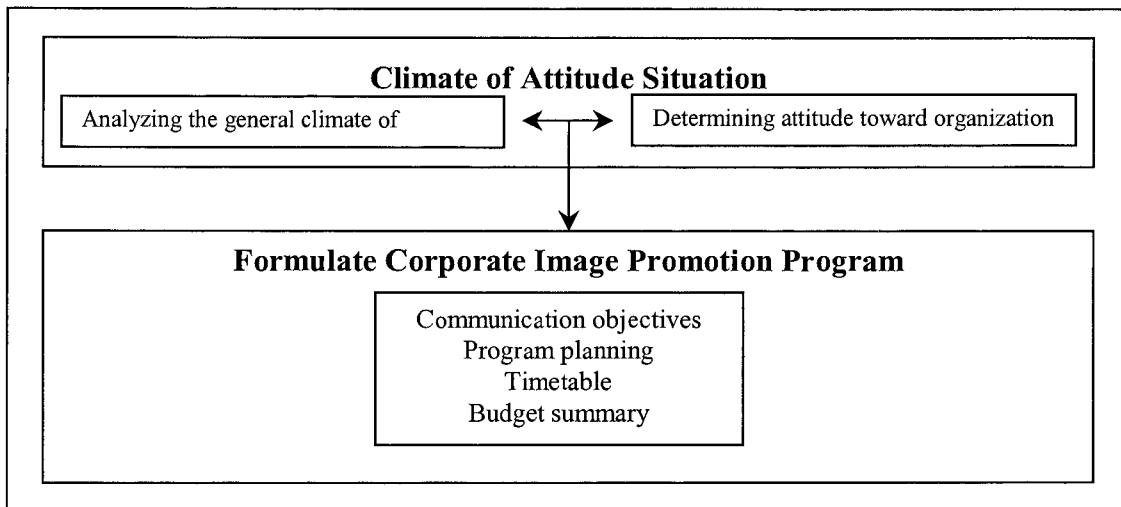 Climate of Attitude Situation
Analyzing the general climate of
Determining attitude toward organization
Formulate Corporate Image Promotion Program
Communication objectives
Program planning
Timetable
Budget summary